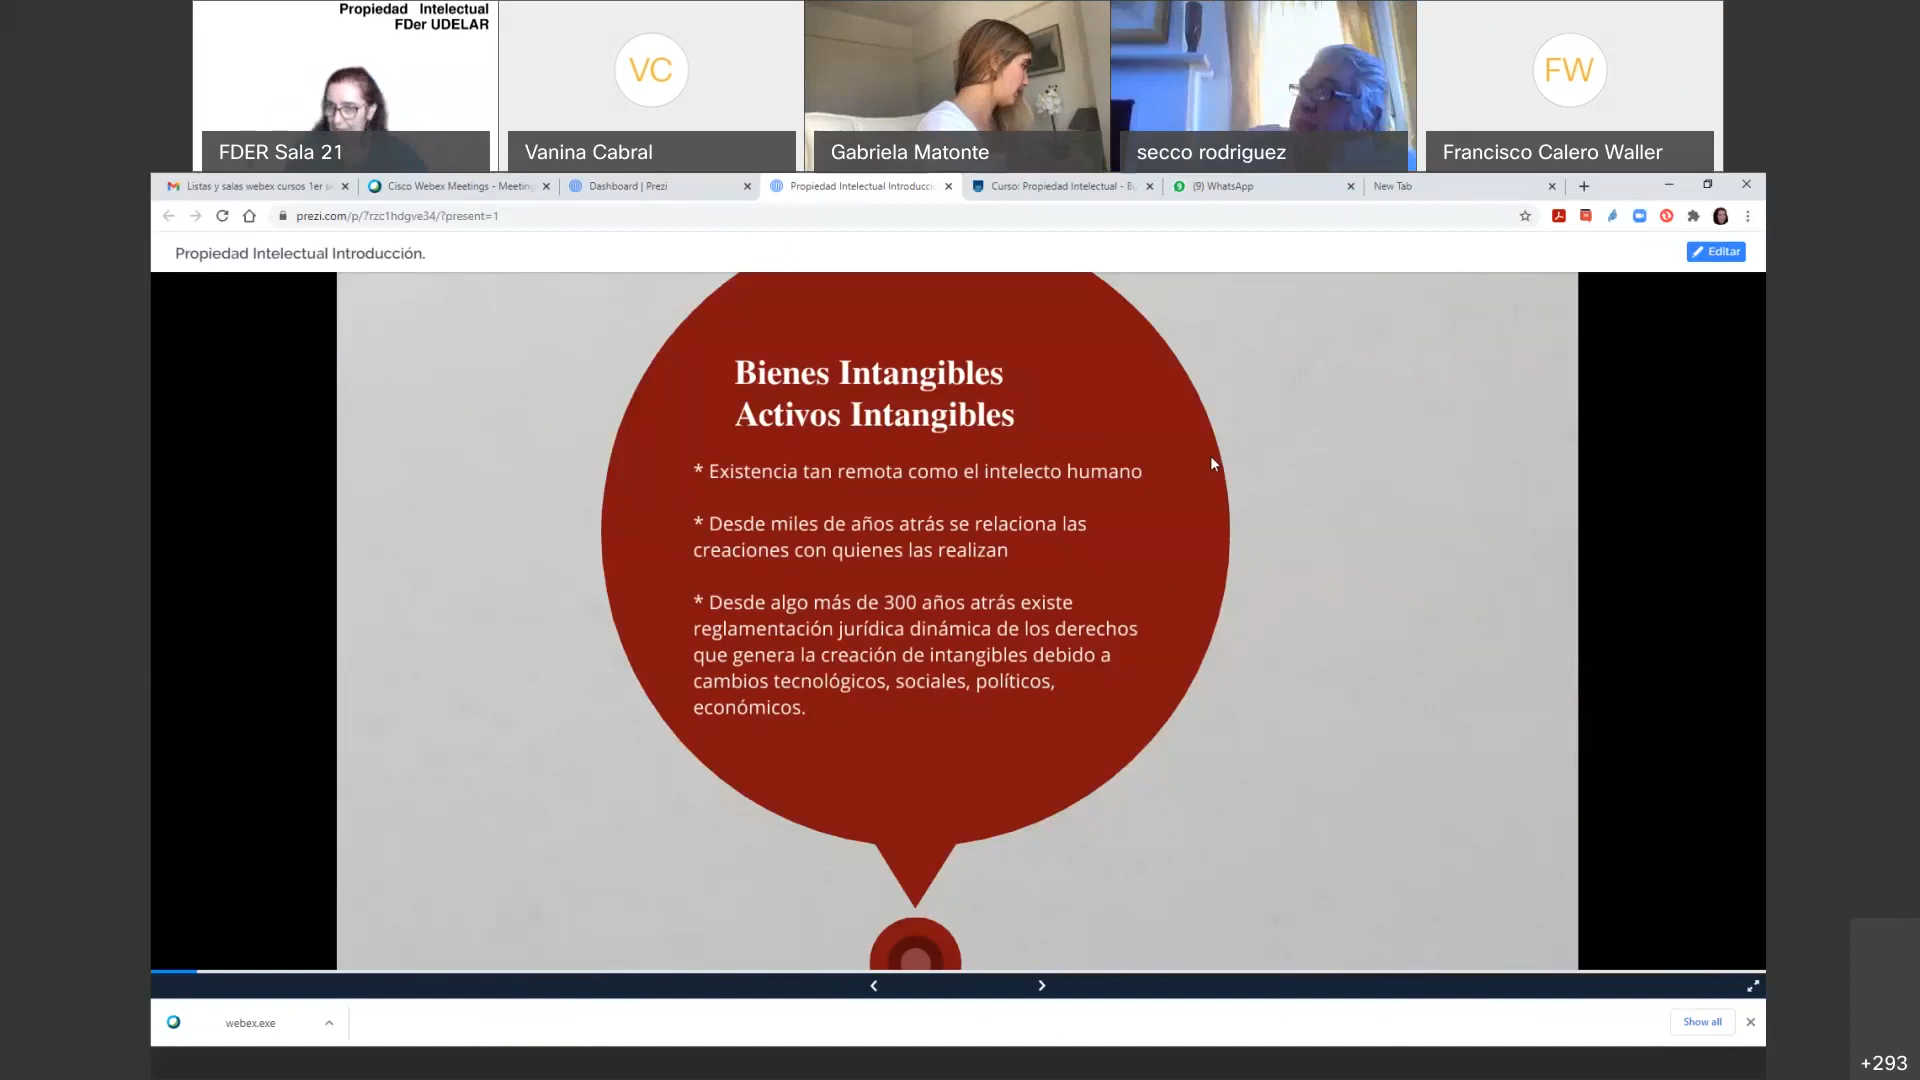 Propiedad Intelectual
FDer UDELAR
VC
FW
FDER Sala 21
Vanina Cabral
Gabriela Matonte
secco rodriguez
Francisco Calero Waller
Listas y salas webex cursos 1er se
Cisco Webex Meetings - Meeting
Dashboard | Prezi
Propiedad Intelectual Introducci
Curso: Propiedad Intelectual - B
(9) WhatsApp
New Tab
prezi.com/p/7rzc1hdgve34/?present=1
Propiedad Intelectual Introducción.
Editar
Bienes Intangibles
Activos Intangibles
* Existencia tan remota como el intelecto humano
* Desde miles de años atrás se relaciona las
creaciones con quienes las realizan
* Desde algo más de 300 años atrás existe
reglamentación jurídica dinámica de los derechos
que genera la creación de intangibles debido a
cambios tecnológicos, sociales, políticos,
económicos.
webex.exe
Show all
+293